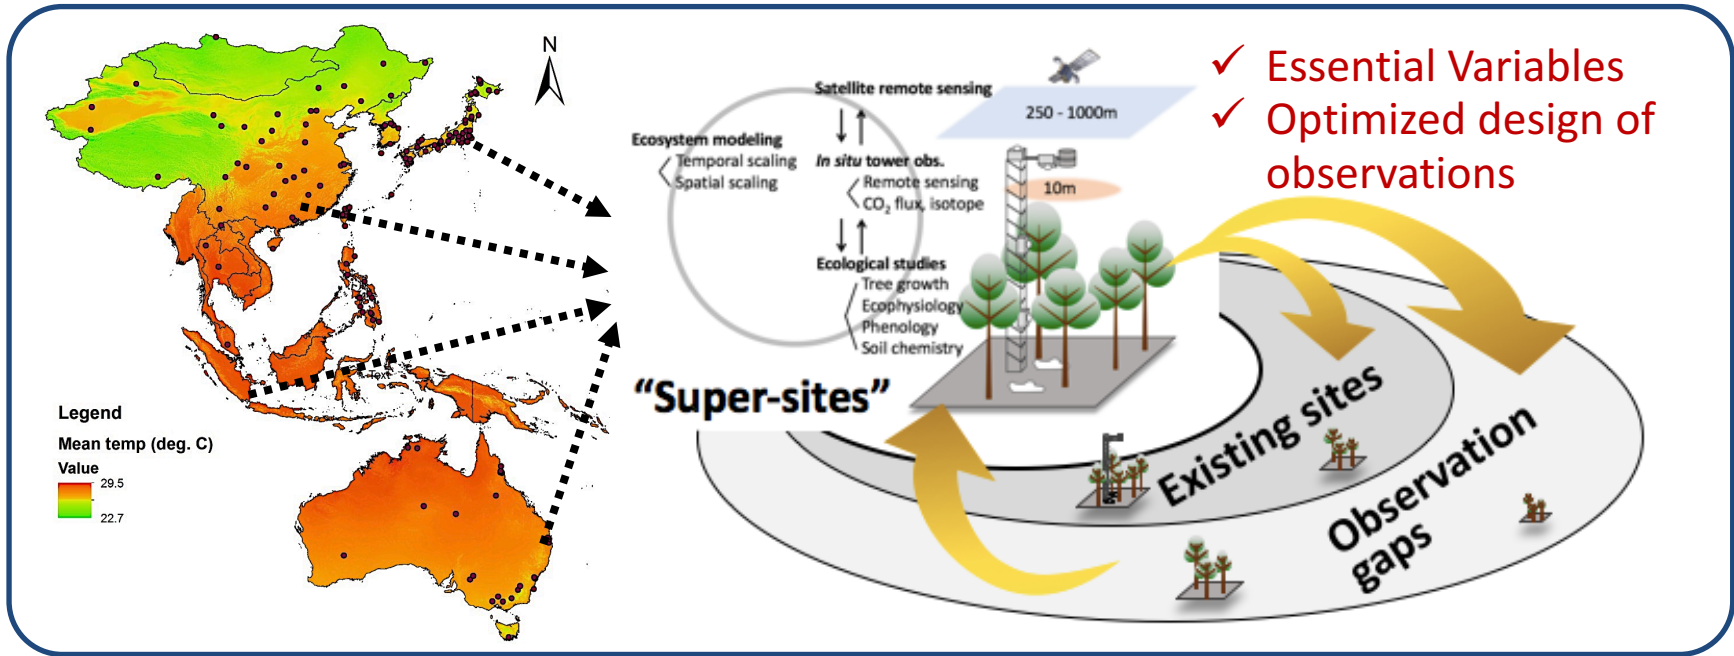 N
Legend
Mean temp (deg. C)
Value
29.5
22.7
Text
Satellite remote sensing
250 - 1000m
Ecosystem modeling
Temporal scaling
Spatial scaling
In situ tower obs.
Remote sensing
CO₂ flux, isotope
10m
Ecological studies
Tree growth
Ecophysiology
Phenology
Soil chemistry
"Super-sites"
✓ Essential Variables
✓ Optimized design of
observations
Existing sites
Observation
gaps